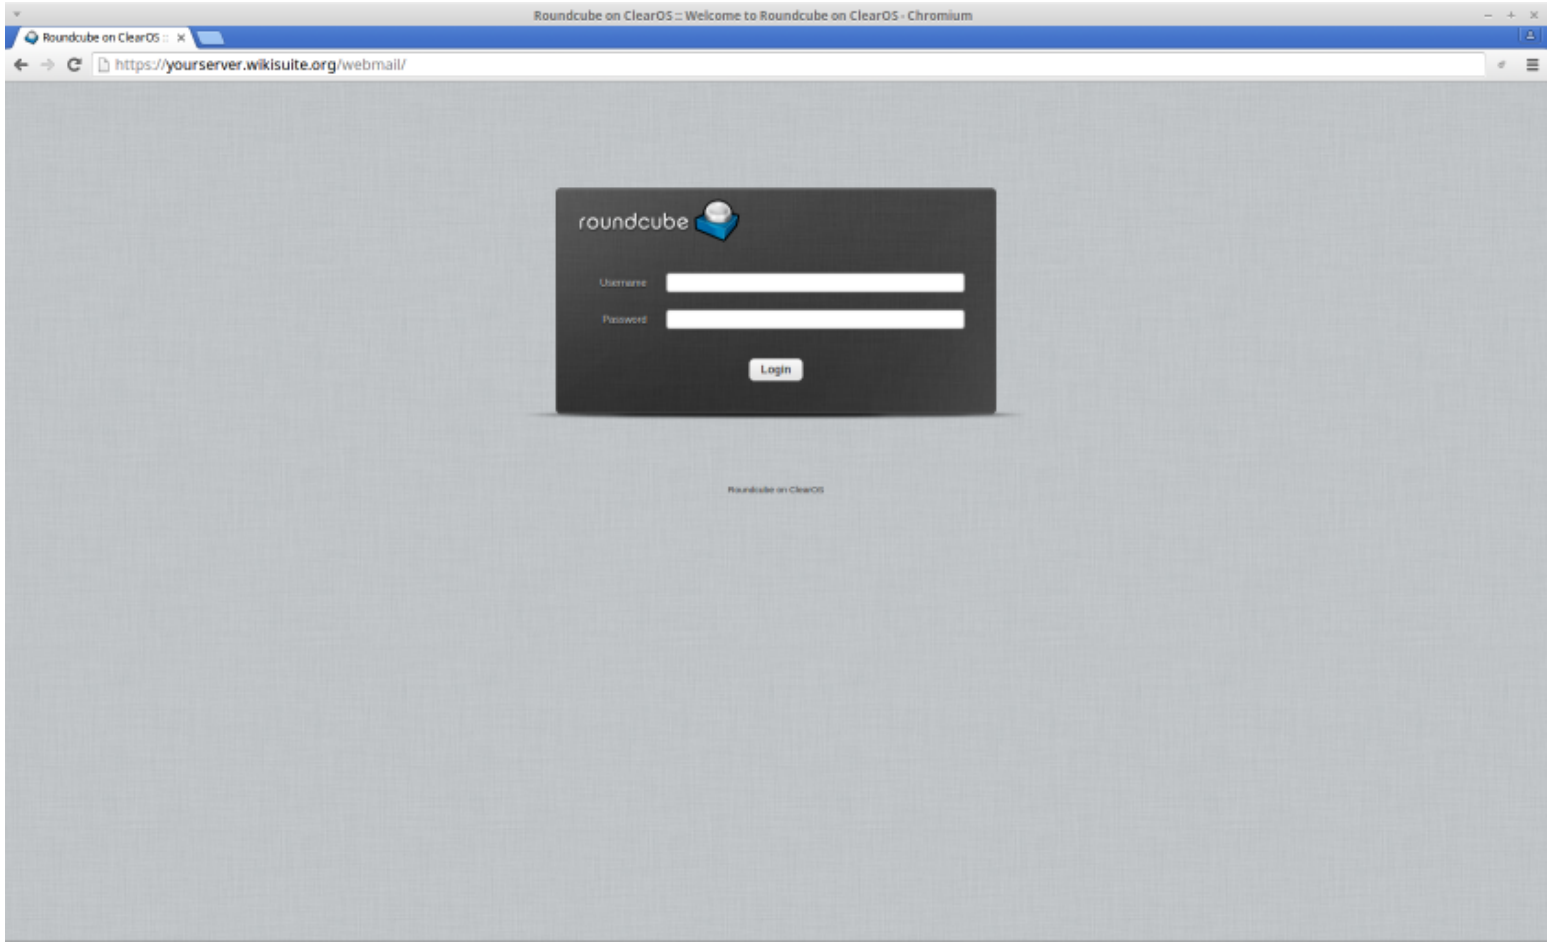 Roundcube on ClearOS :: Welcome to Roundcube on ClearOS - Chromium
Roundcube on ClearOS ::
https://yourserver.wikisuite.org/webmail/
roundcube
Username
Password
Login
Roundcube on ClearOS